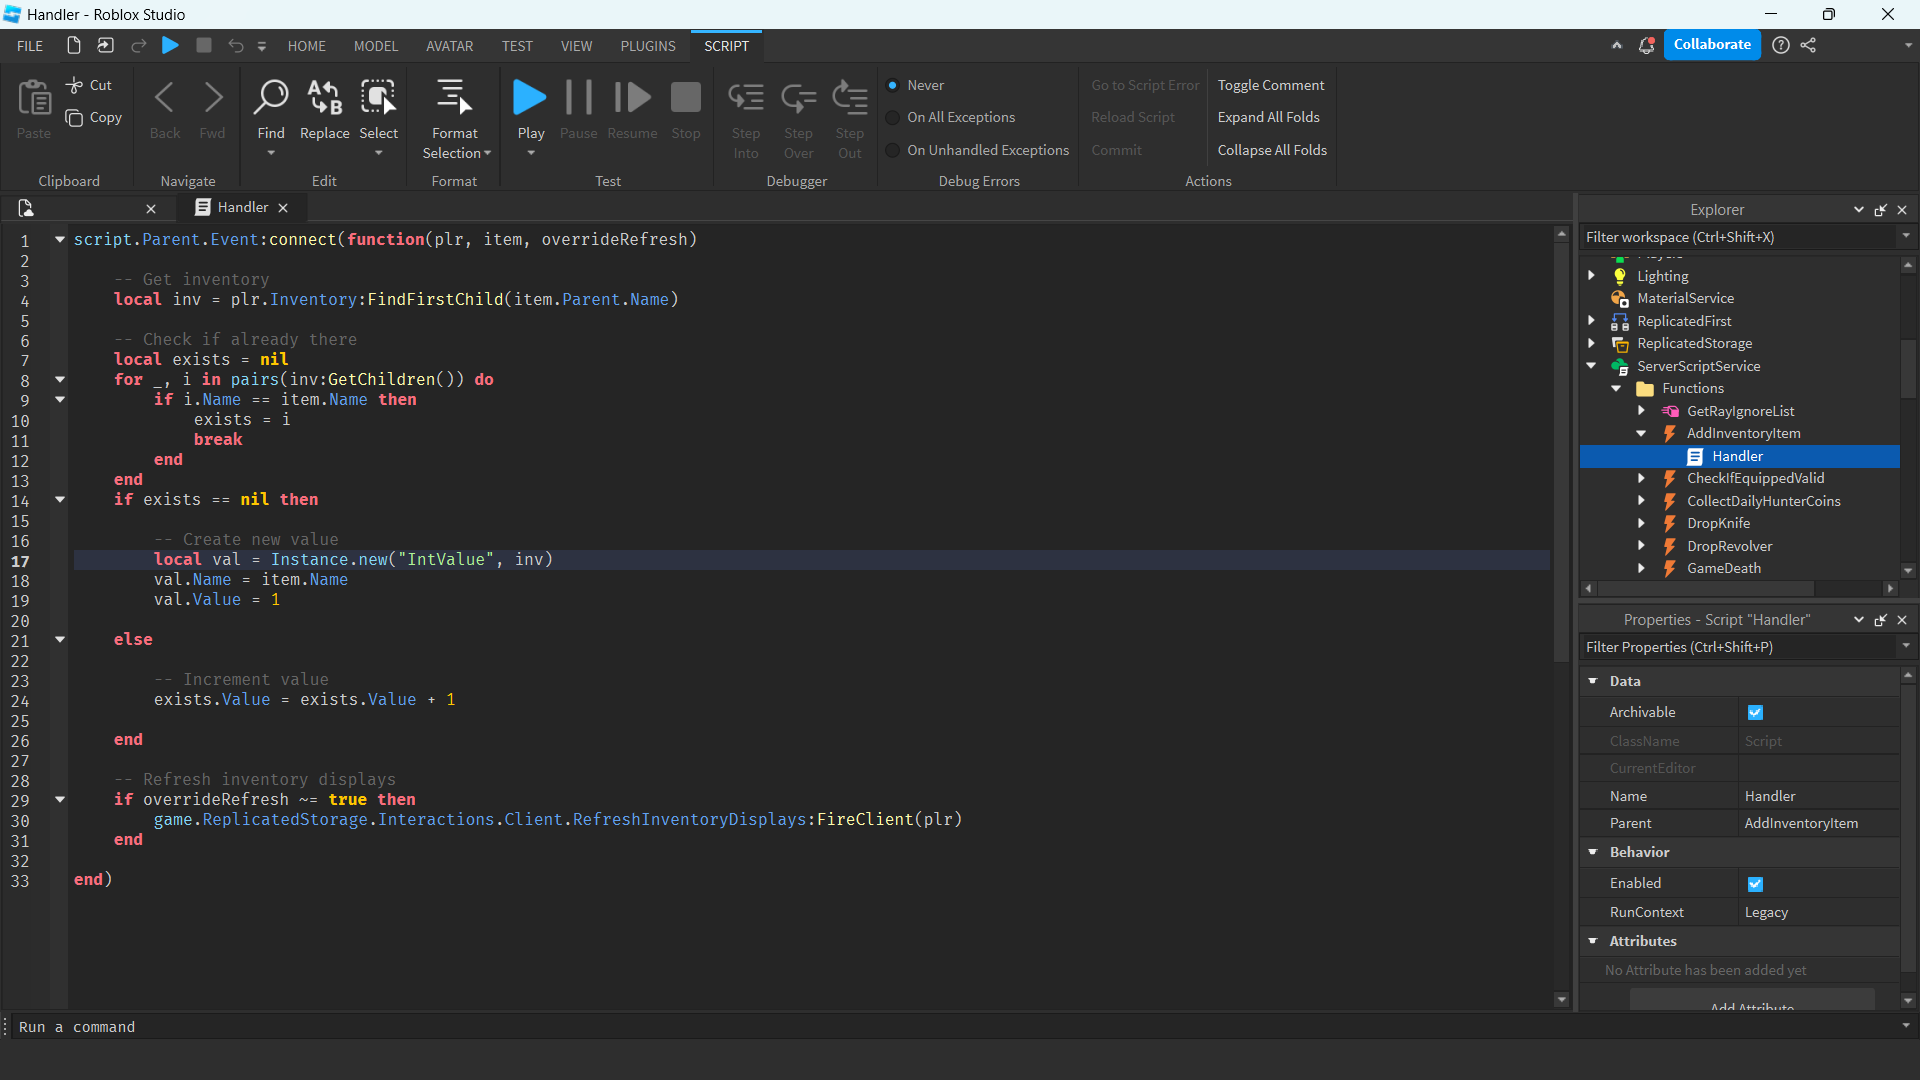 Handler - Roblox Studio
FILE HOME MODEL AVATAR TEST VIEW PLUGINS SCRIPT Collaborate
Paste Cut Copy
Clipboard
Back Fwd
Navigate
Find Replace Select
Edit
Format Selection
Format
Play Pause Resume Stop
Test
Step Into Step Over Step Out
Debugger
Never
On All Exceptions
On Unhandled Exceptions
Debug Errors
Go to Script Error
Reload Script
Commit
Toggle Comment
Expand All Folds
Collapse All Folds
Actions
Handler
1 script.Parent.Event:connect(function(plr, item, overrideRefresh)
2
3 -- Get inventory
4 local inv = plr.Inventory:FindFirstChild(item.Parent.Name)
5
6 -- Check if already there
7 local exists = nil
8 for _, i in pairs(inv:GetChildren()) do
9 if i.Name == item.Name then
10 exists = i
11 break
12 end
13 end
14 if exists == nil then
15
16 -- Create new value
17 local val = Instance.new("IntValue", inv)
18 val.Name = item.Name
19 val.Value = 1
20
21 else
22
23 -- Increment value
24 exists.Value = exists.Value + 1
25
26 end
27
28 -- Refresh inventory displays
29 if overrideRefresh ~= true then
30 game.ReplicatedStorage.Interactions.Client.RefreshInventoryDisplays:FireClient(plr)
31 end
32
33 end)
Explorer
Filter workspace (Ctrl+Shift+X)
Lighting
MaterialService
ReplicatedFirst
ReplicatedStorage
ServerScriptService
Functions
GetRayIgnoreList
AddInventoryItem
Handler
CheckIfEquippedValid
CollectDailyHunterCoins
DropKnife
DropRevolver
GameDeath
Properties - Script "Handler"
Filter Properties (Ctrl+Shift+P)
Data
Archivable
ClassName Script
CurrentEditor
Name Handler
Parent AddInventoryItem
Behavior
Enabled
RunContext Legacy
Attributes
No Attribute has been added yet
Add Attribute
Run a command